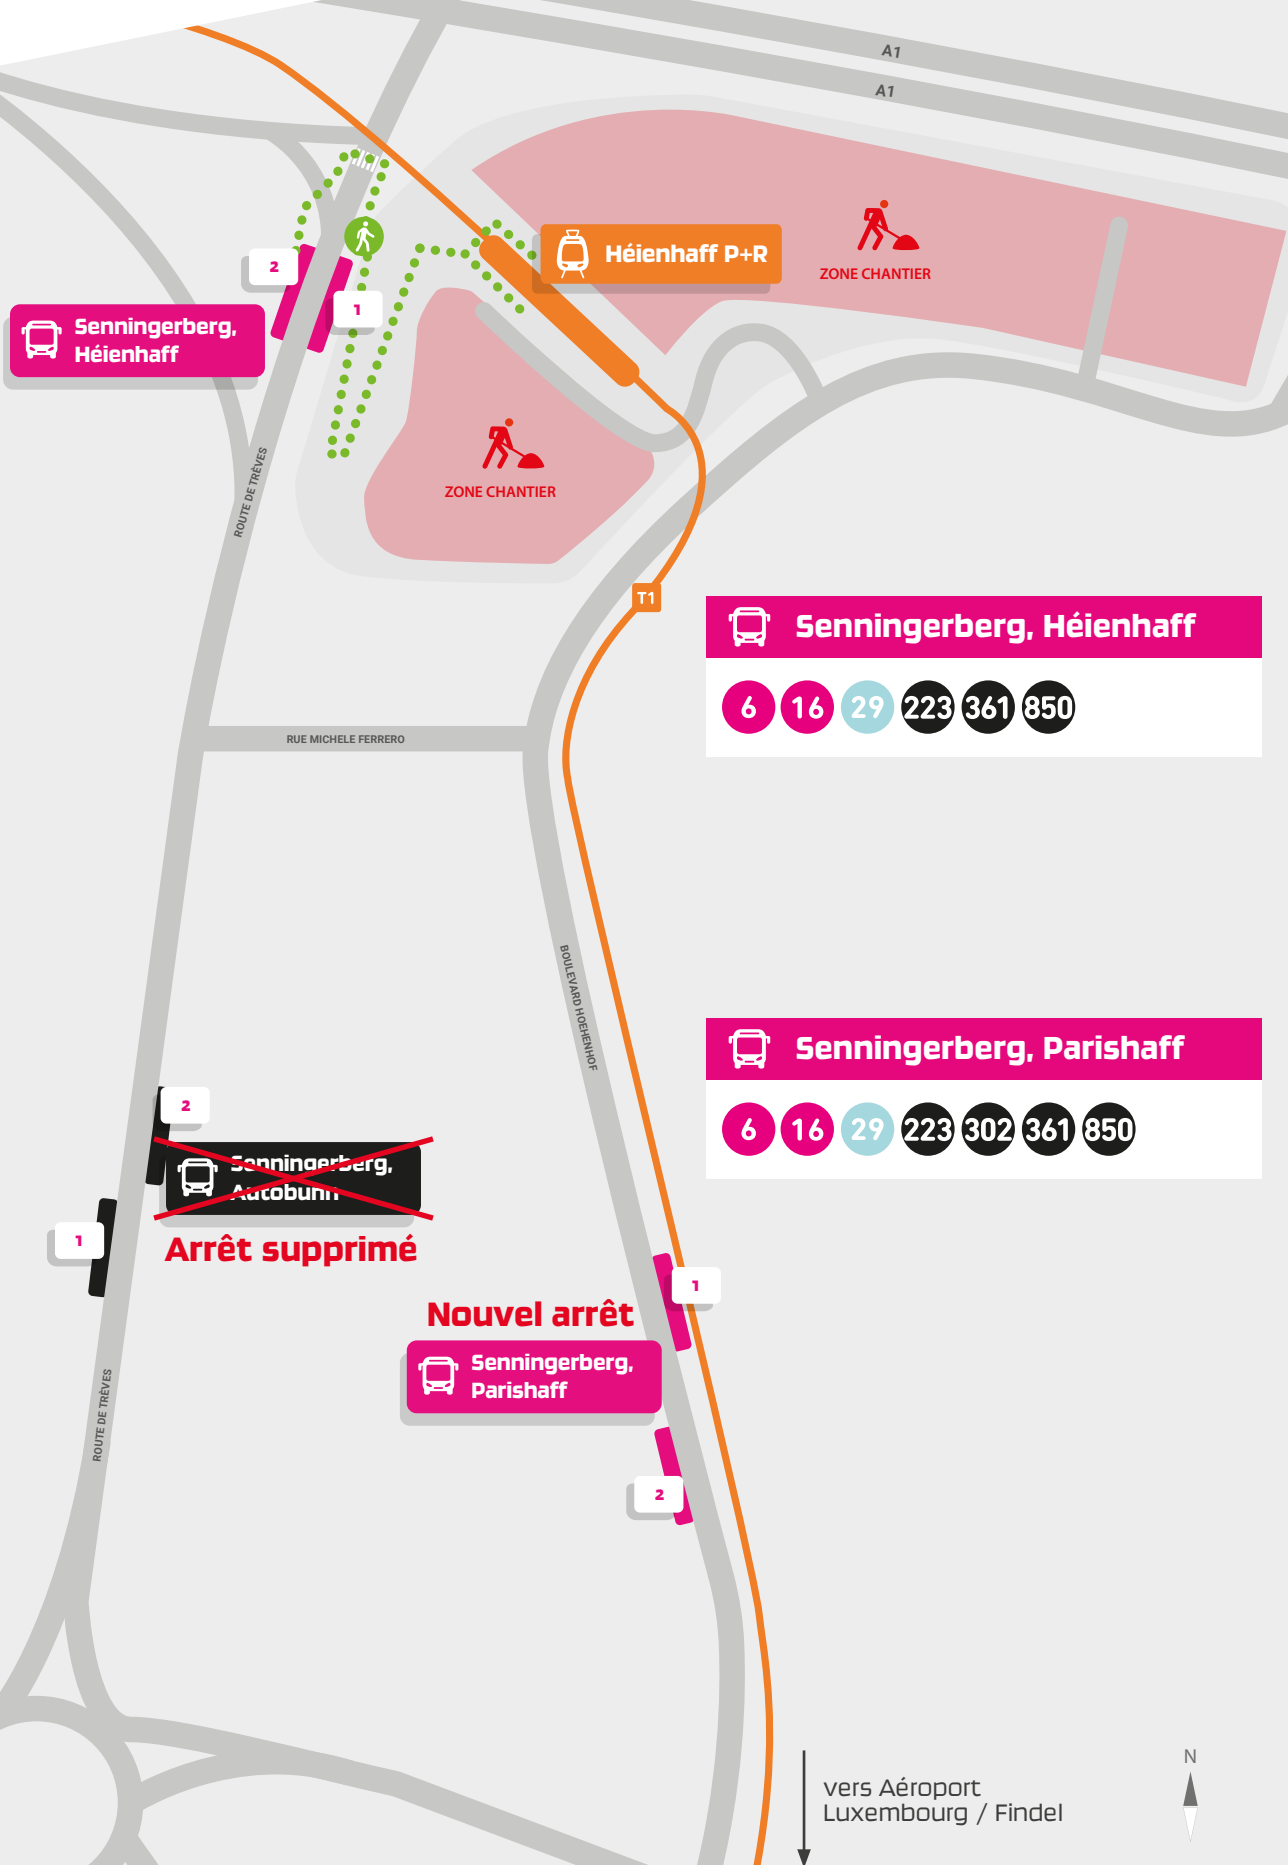 A1
A1
Héienhaff P+R
ZONE CHANTIER
2
1
Senningerberg,
Héienhaff
ROUTE DE TRÈVES
ZONE CHANTIER
T1
Senningerberg, Héienhaff
6 16 29 223 361 850
RUE MICHELE FERRERO
BOULEVARD HOEHENHOF
Senningerberg, Parishaff
6 16 29 223 302 361 850
2
Senningerberg,
Autobunn
1
Arrêt supprimé
1
Nouvel arrêt
Senningerberg,
Parishaff
ROUTE DE TRÈVES
2
N
vers Aéroport
Luxembourg / Findel